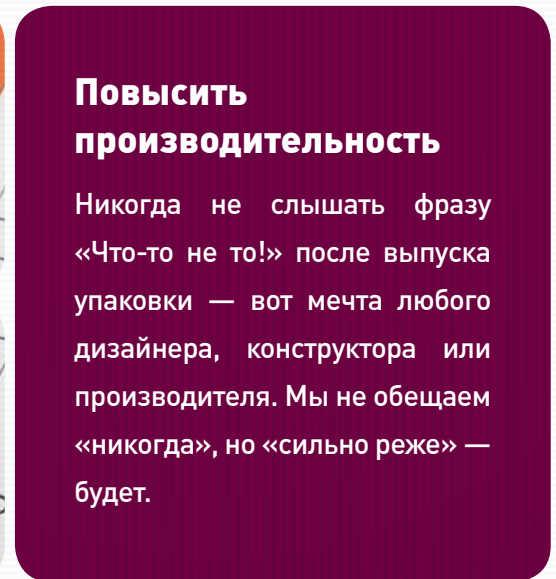 Повысить
производительность
Никогда не слышать фразу
«Что-то не то!» после выпуска
упаковки — вот мечта любого
дизайнера, конструктора или
производителя. Мы не обещаем
«никогда», но «сильно реже» —
будет.